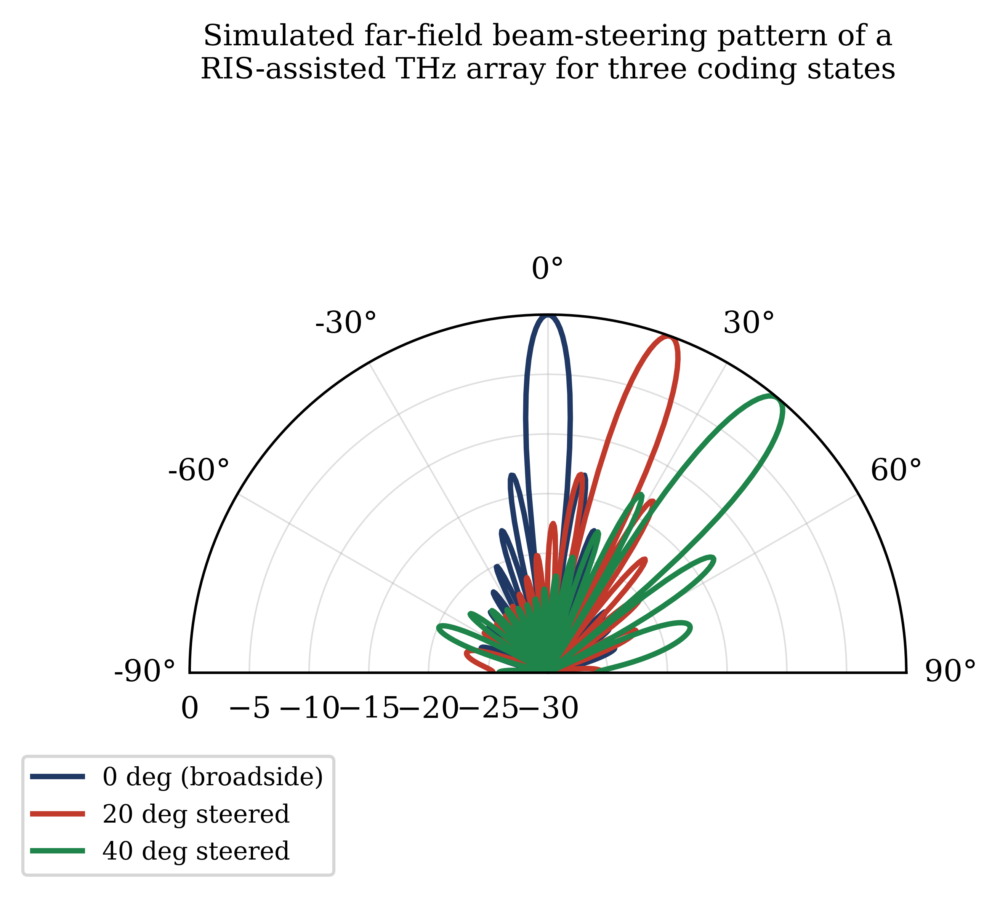 Simulated far-field beam-steering pattern of a
RIS-assisted THz array for three coding states
0°
-30°
30°
-60°
60°
-90°
90°
0
−5
−10
−15
−20
−25
−30
0 deg (broadside)
20 deg steered
40 deg steered